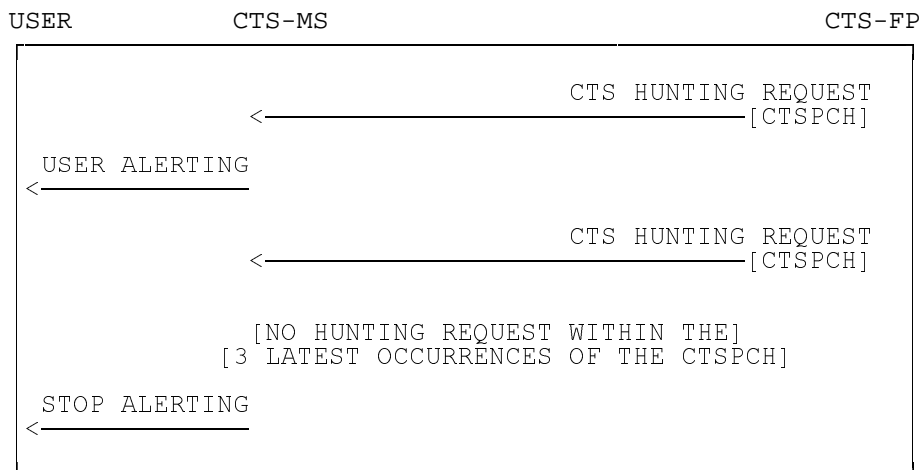 USER CTS-MS CTS-FP
CTS HUNTING REQUEST
[CTSPCH]
USER ALERTING
CTS HUNTING REQUEST
[CTSPCH]
[NO HUNTING REQUEST WITHIN THE]
[3 LATEST OCCURRENCES OF THE CTSPCH]
STOP ALERTING